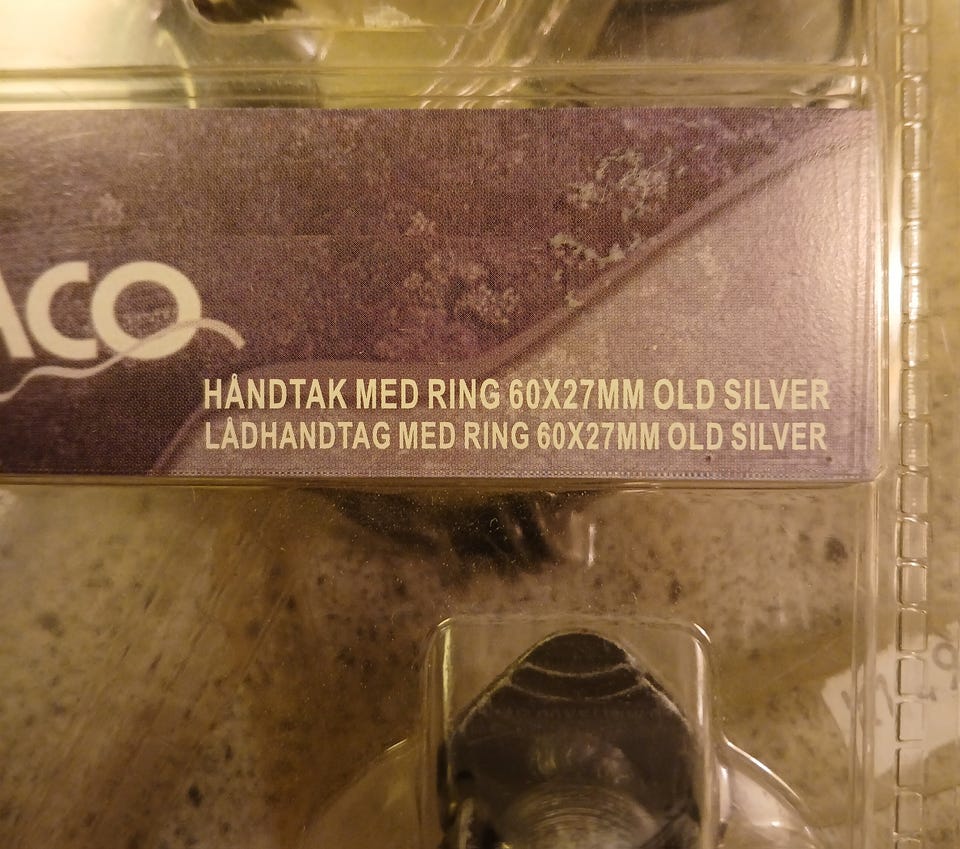 ACO
HÅNDTAK MED RING 60X27MM OLD SILVER
LÅDHANDTAG MED RING 60X27MM OLD SILVER